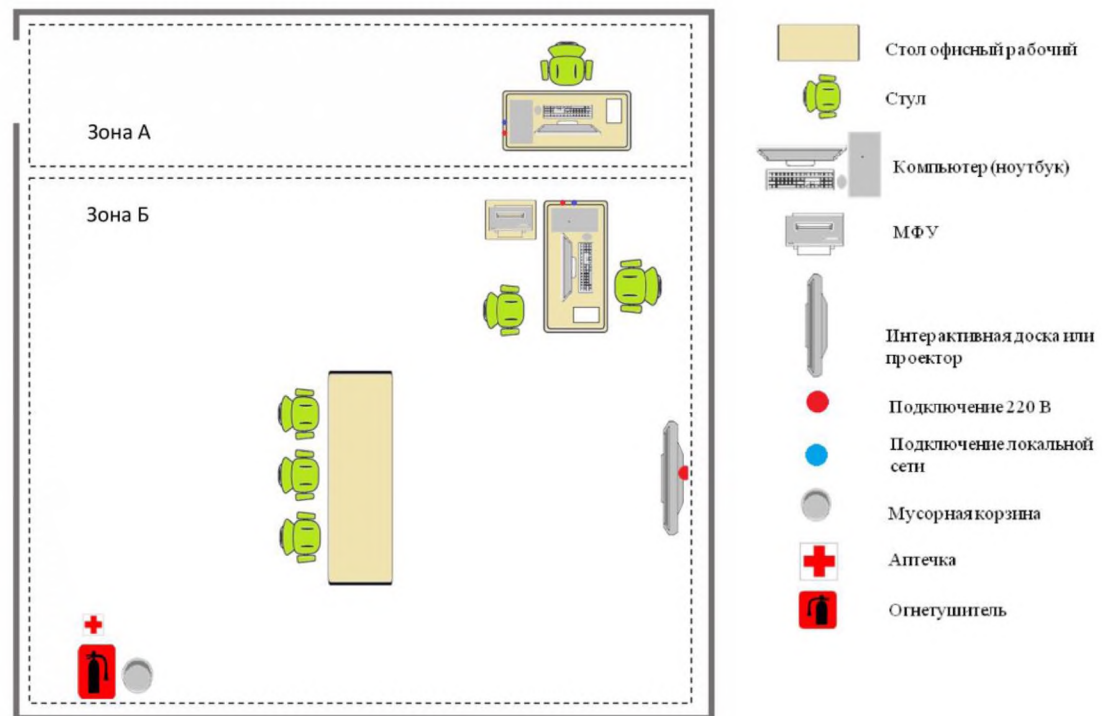 Зона А
Зона Б
Стол офисный рабочий
Стул
Компьютер (ноутбук)
МФУ
Интерактивная доска или
проектор
Подключение 220 В
Подключение локальной
сети
Мусорная корзина
Аптечка
Огнетушитель